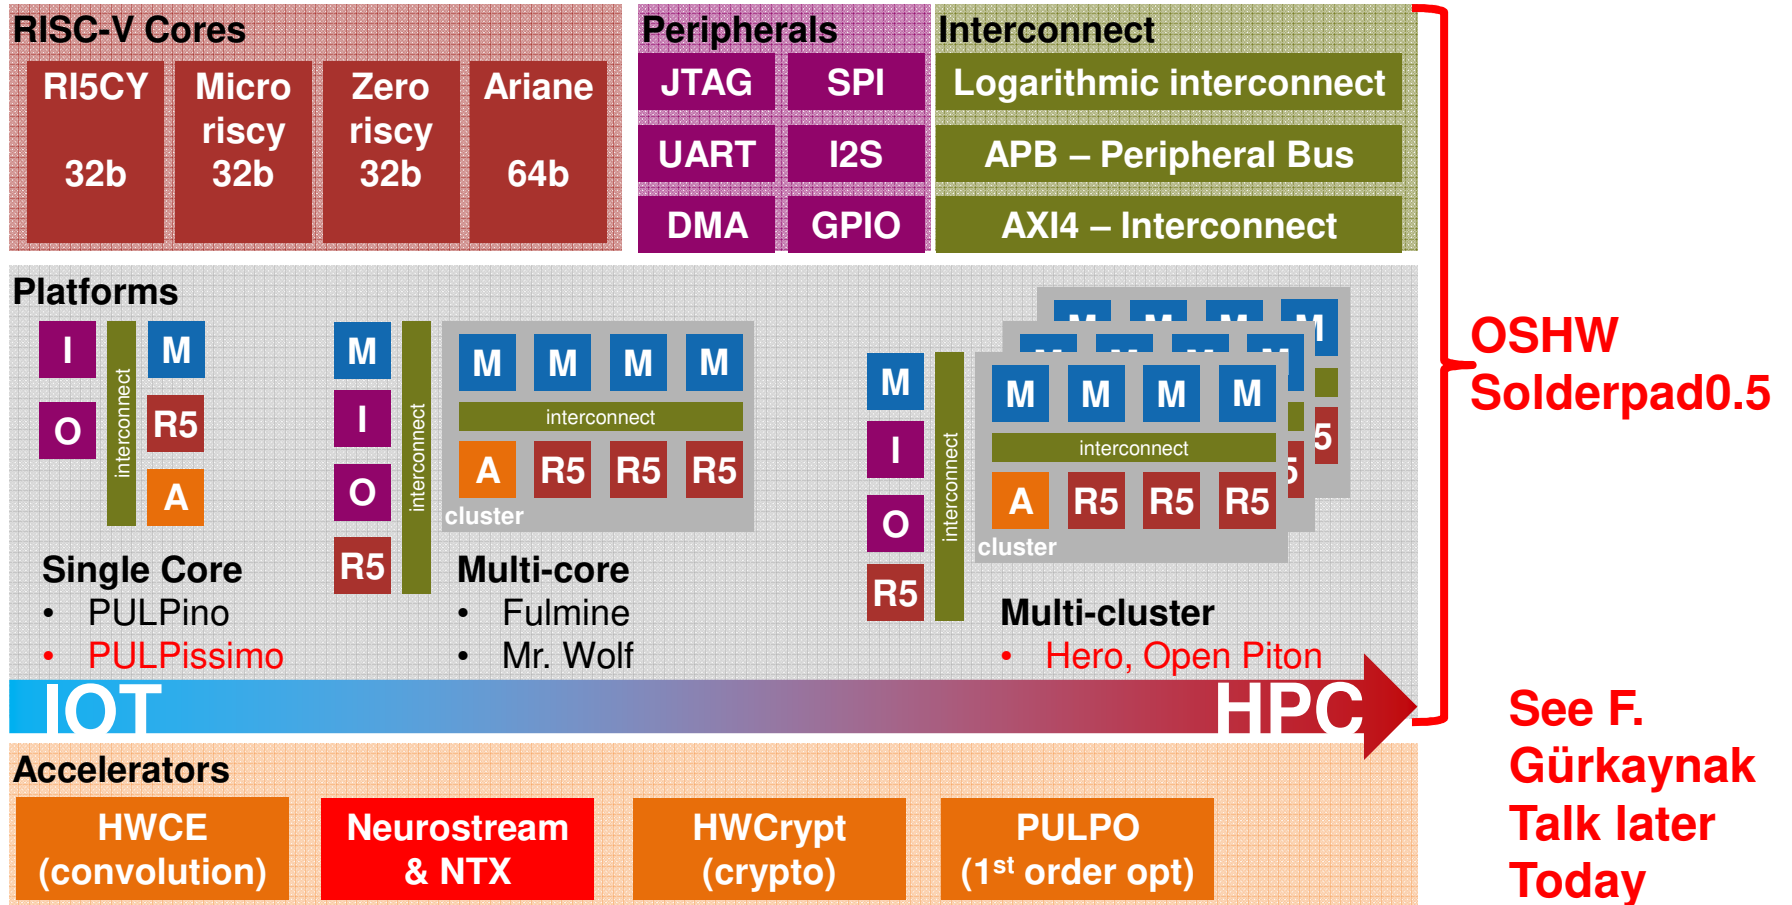 RISC-V Cores
RI5CY
32b
Micro
riscy
32b
Zero
riscy
32b
Ariane
64b
Peripherals
JTAG
SPI
UART
I2S
DMA
GPIO
Interconnect
Logarithmic interconnect
APB – Peripheral Bus
AXI4 – Interconnect
Platforms
I
O
interconnect
M
R5
A
Single Core
• PULPino
• PULPissimo
M
I
O
R5
interconnect
M M M M
interconnect
A R5 R5 R5
cluster
Multi-core
• Fulmine
• Mr. Wolf
M
I
O
R5
interconnect
M M M M
M M M M
M M M M
interconnect
5
5
A R5 R5 R5
cluster
Multi-cluster
• Hero, Open Piton
IOT
HPC
Accelerators
HWCE
(convolution)
Neurostream
& NTX
HWCrypt
(crypto)
PULPO
(1st order opt)
OSHW
Solderpad0.5
See F.
Gürkaynak
Talk later
Today